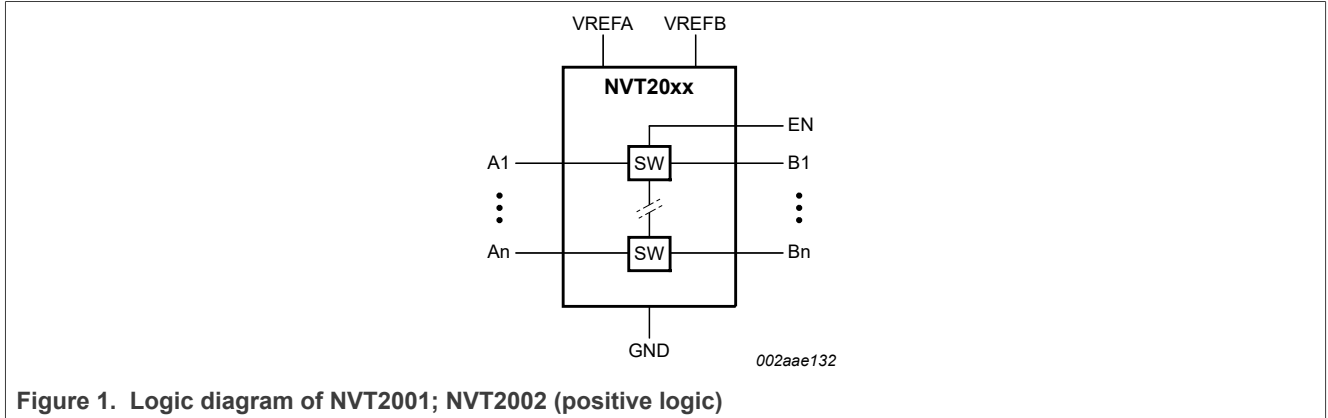 VREFA VREFB
NVT20xx
EN
A1 SW B1
An SW Bn
GND
002aae132
Figure 1. Logic diagram of NVT2001; NVT2002 (positive logic)